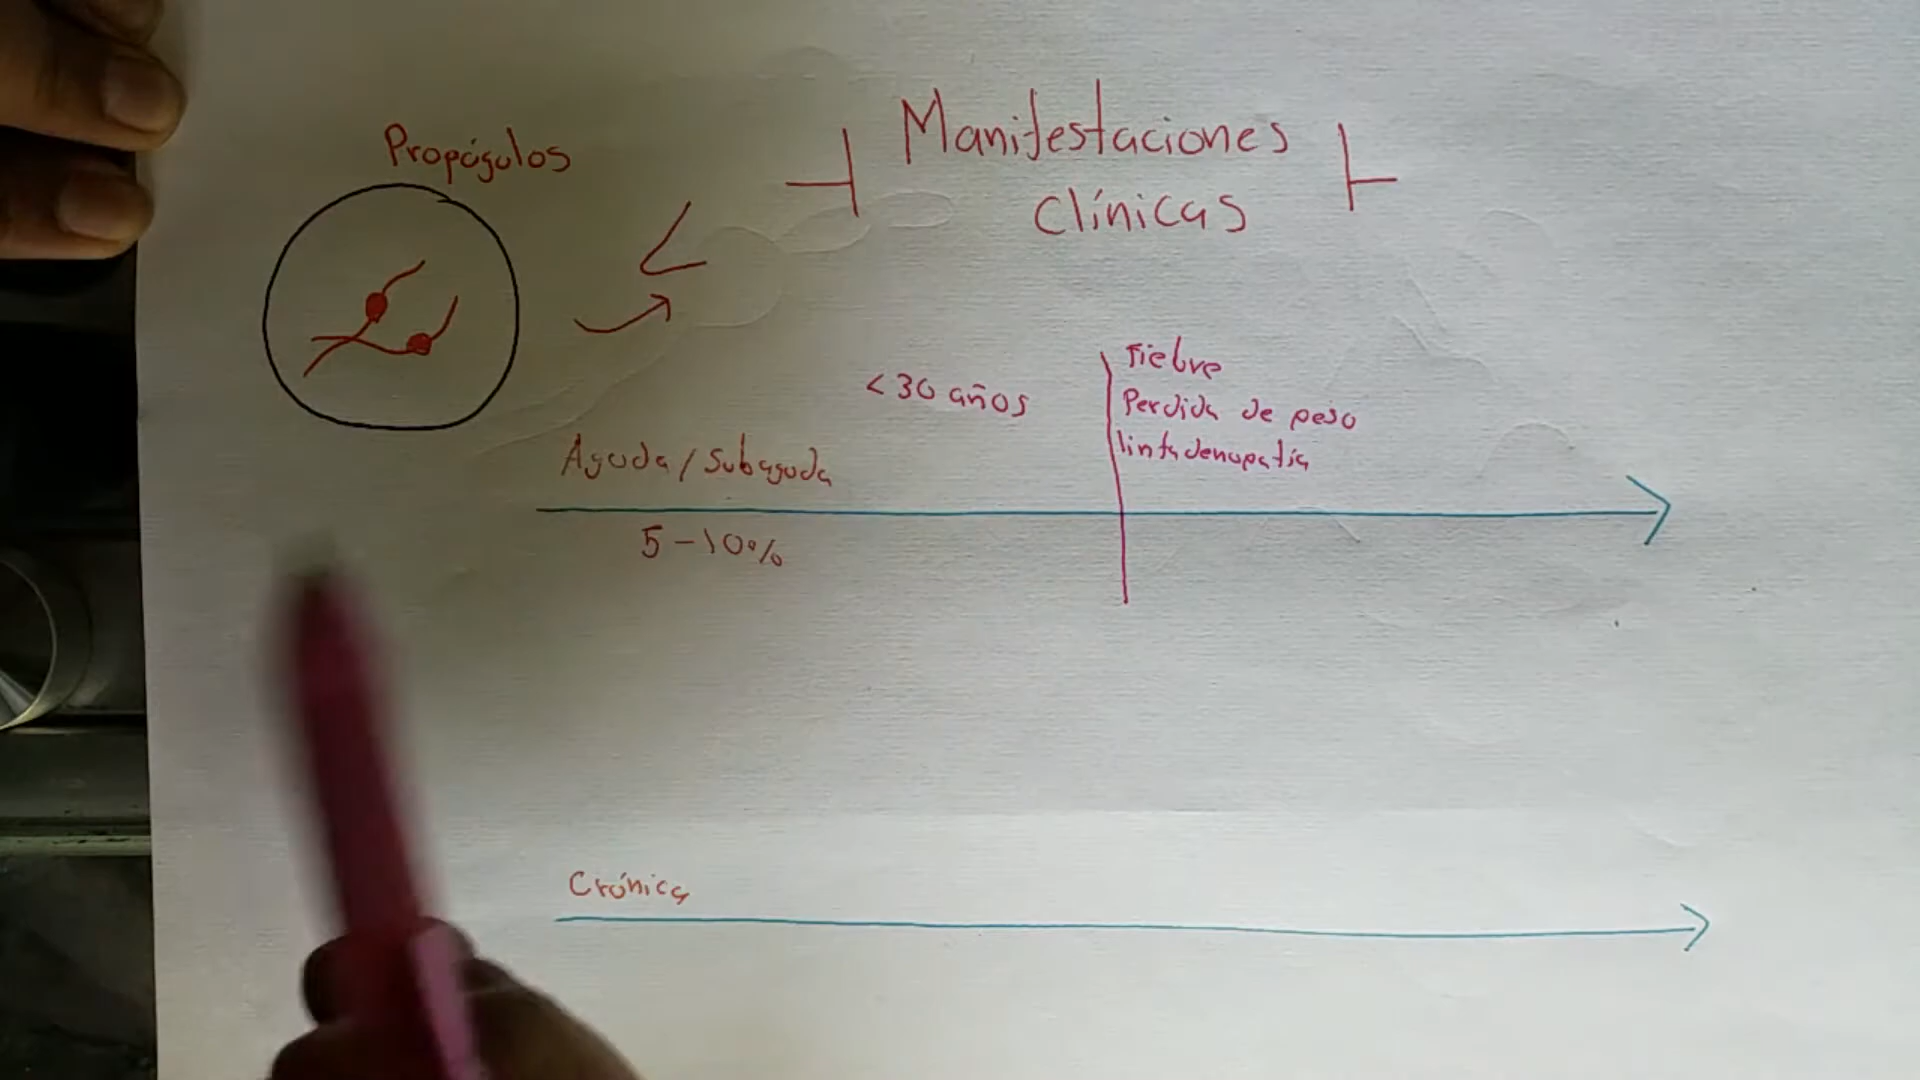 Propágulos
Manifestaciones
Clínicas
<30 años
Fiebre
Perdida de peso
linfadenopatía
Aguda/Subaguda
5-10%
Crónica